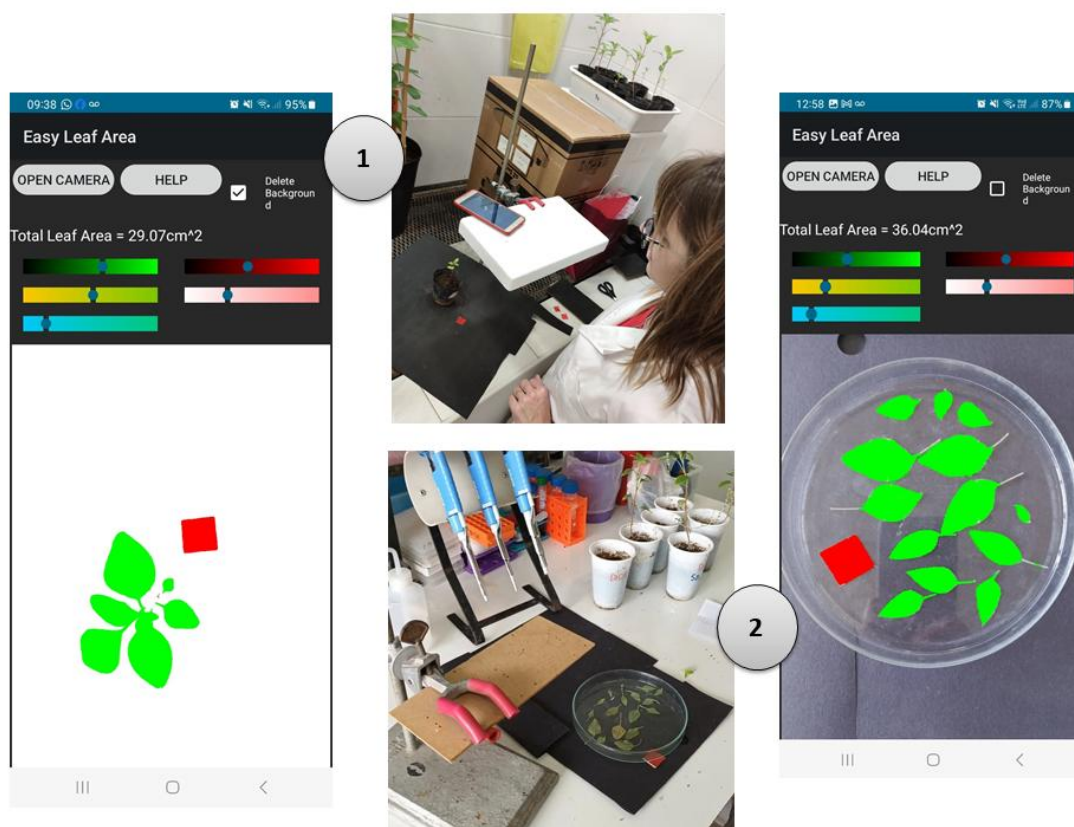 09:38
95%
Easy Leaf Area
OPEN CAMERA
HELP
Delete
Backgroun
d
Total Leaf Area = 29.07cm^2
1
2
12:58
87%
Easy Leaf Area
OPEN CAMERA
HELP
Delete
Backgroun
d
Total Leaf Area = 36.04cm^2